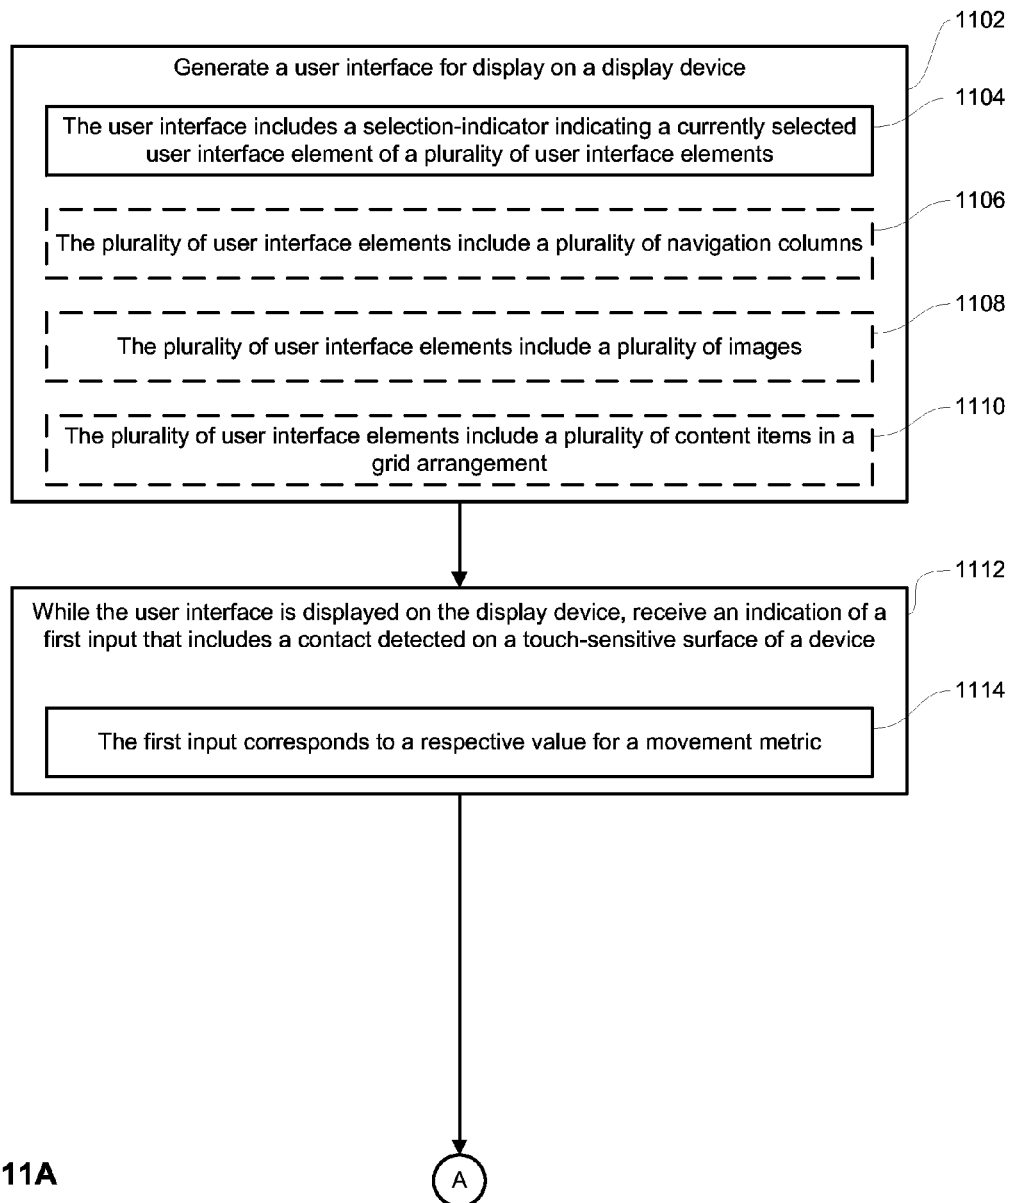 1102
Generate a user interface for display on a display device
1104
The user interface includes a selection-indicator indicating a currently selected
user interface element of a plurality of user interface elements
1106
The plurality of user interface elements include a plurality of navigation columns
1108
The plurality of user interface elements include a plurality of images
1110
The plurality of user interface elements include a plurality of content items in a
grid arrangement
1112
While the user interface is displayed on the display device, receive an indication of a
first input that includes a contact detected on a touch-sensitive surface of a device
1114
The first input corresponds to a respective value for a movement metric
11A
A